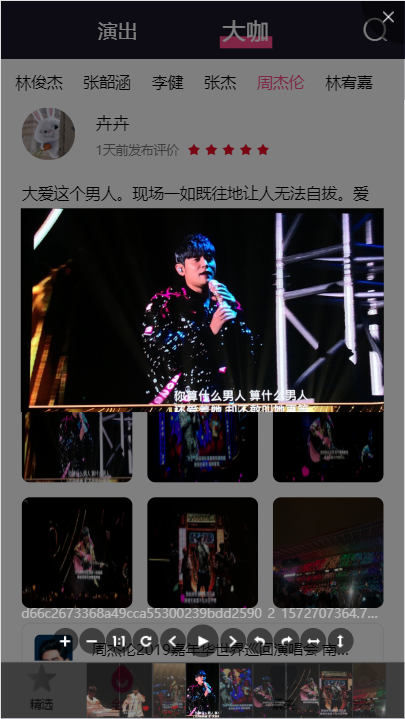 演出 大咖
林俊杰 张韶涵 李健 张杰 周杰伦 林宥嘉
卉卉
1天前发布评价
大爱这个男人。现场一如既往地让人无法自拔。爱
你算什么男人 算什么男人
d66c2673368a49cca55300239bdd2590_2_1572707364.7...
1:1
周杰伦2019嘉年华世界巡回演唱会 南...
精选